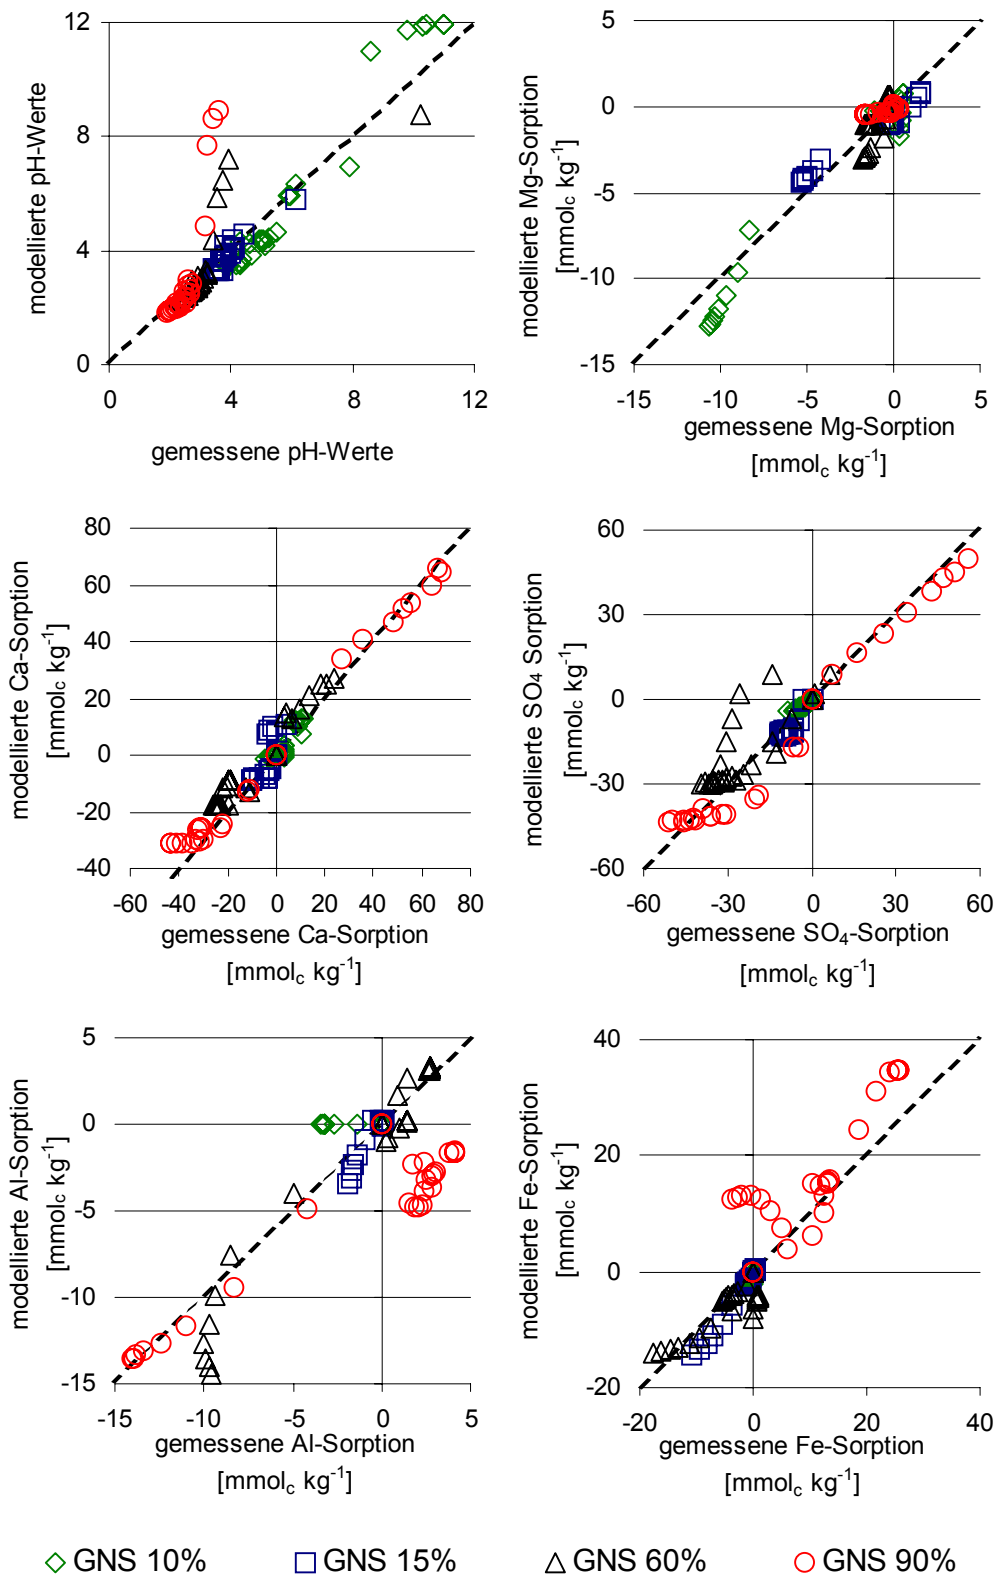 12
8
4
0
0
4
8
12
modellierte pH-Werte
gemessene pH-Werte
5
0
-5
-10
-15
-15
-10
-5
0
5
modellierte Mg-Sorption
[mmolc kg-1]
gemessene Mg-Sorption
[mmolc kg-1]
80
60
40
20
0
-20
-40
-60 -40 -20 0 20 40 60 80
modellierte Ca-Sorption
[mmolc kg-1]
gemessene Ca-Sorption
[mmolc kg-1]
60
30
0
-30
-60
-60 -30 0 30 60
modellierte SO4 Sorption
[mmolc kg-1]
gemessene SO4-Sorption
[mmolc kg-1]
5
0
-5
-10
-15
-15 -10 -5 0 5
modellierte Al-Sorption
[mmolc kg-1]
gemessene Al-Sorption
[mmolc kg-1]
40
20
0
-20
-20 0 20 40
modellierte Fe-Sorption
[mmolc kg-1]
gemessene Fe-Sorption
[mmolc kg-1]
GNS 10% GNS 15% GNS 60% GNS 90%